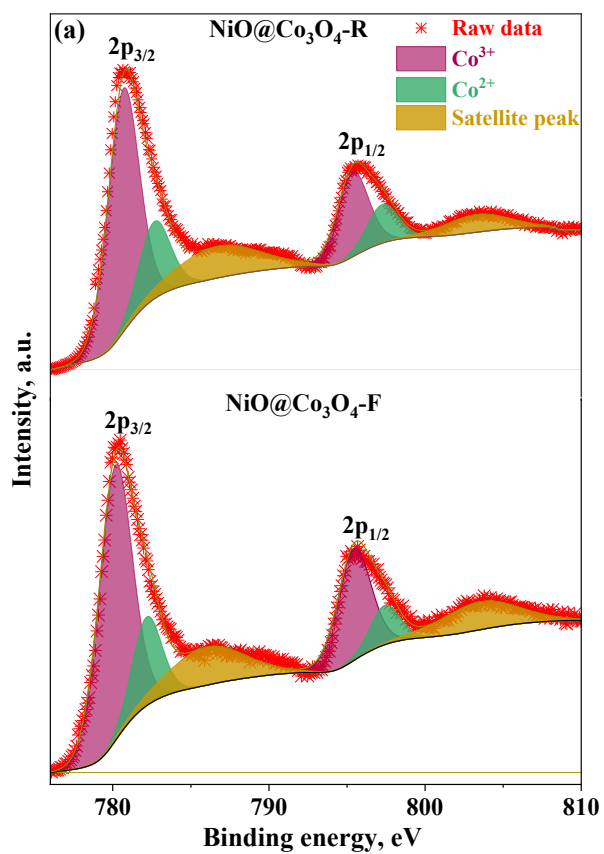 (a) NiO@Co₃O₄-R
Raw data
Co³⁺
Co²⁺
Satellite peak
2p₃/₂
2p₁/₂
NiO@Co₃O₄-F
2p₃/₂
2p₁/₂
Intensity, a.u.
780 790 800 810
Binding energy, eV